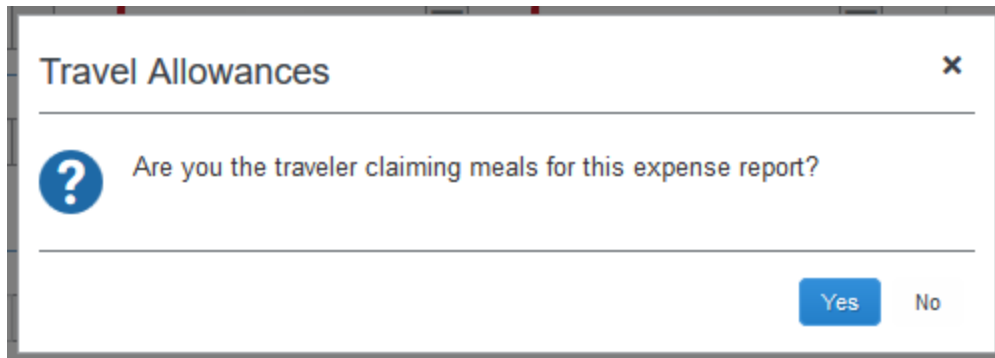 Travel Allowances
Are you the traveler claiming meals for this expense report?
Yes No